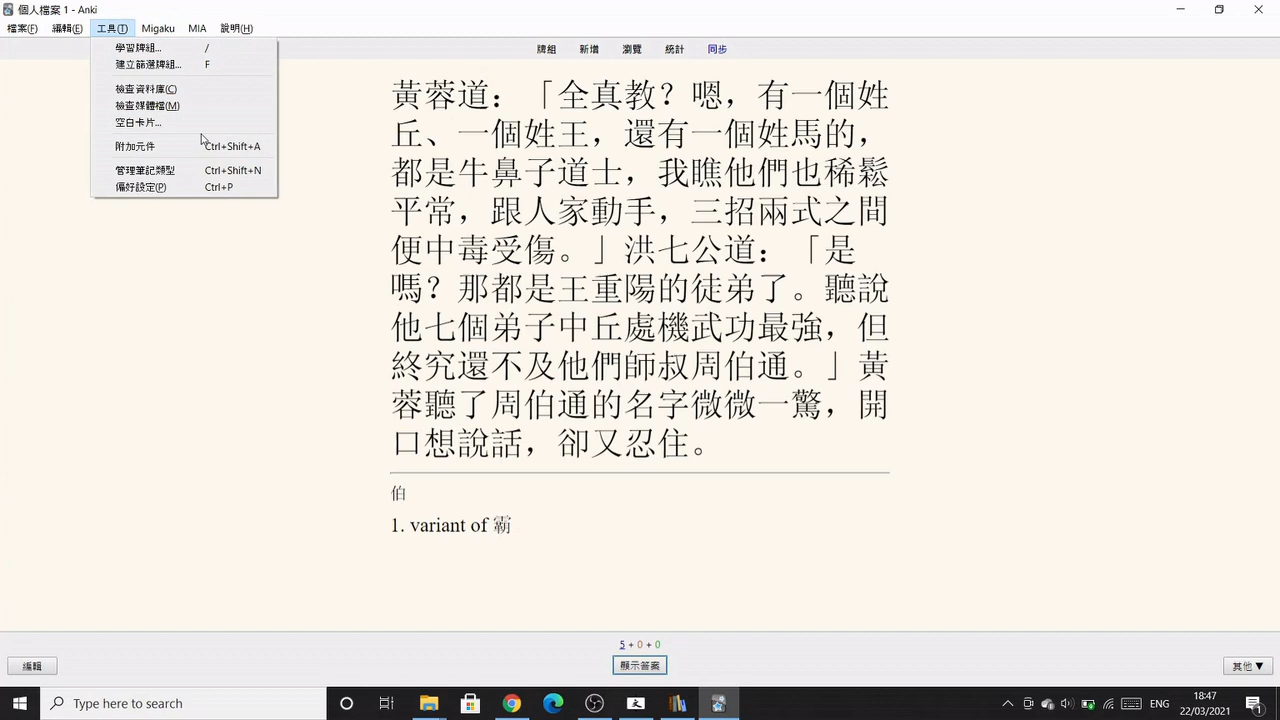 個人檔案 1 - Anki
檔案(F) 編輯(E) 工具(T) Migaku MIA 說明(H)
學習牌組... /
建立篩選牌組... F
檢查資料庫(C)
檢查媒體檔(M)
空白卡片...
附加元件 Ctrl+Shift+A
管理筆記類型 Ctrl+Shift+N
偏好設定(P) Ctrl+P
牌組 新增 瀏覽 統計 同步
黃蓉道：「全真教？嗯，有一個姓
丘、一個姓王，還有一個姓馬的，
都是牛鼻子道士，我瞧他們也稀鬆
平常，跟人家動手，三招兩式之間
便中毒受傷。」洪七公道：「是
嗎？那都是王重陽的徒弟了。聽說
他七個弟子中丘處機武功最強，但
終究還不及他們師叔周伯通。」黃
蓉聽了周伯通的名字微微一驚，開
口想說話，卻又忍住。
伯
1. variant of 霸
5 + 0 + 0
編輯 顯示答案 其他 ▼
Type here to search
ENG
18:47
22/03/2021
1